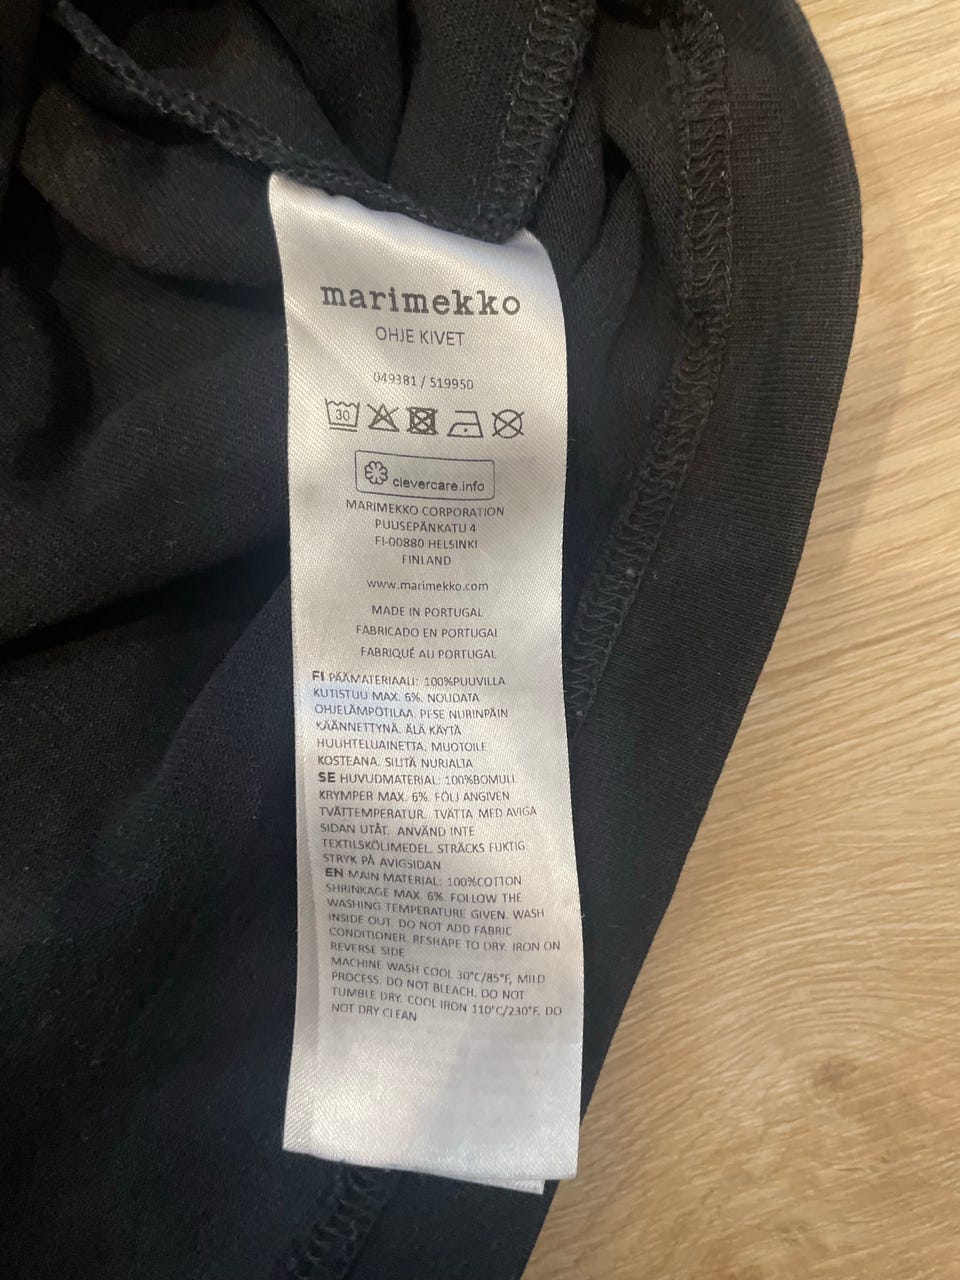 marimekko
OHJE KIVET
049381 / 519950
30
clevercare.info
MARIMEKKO CORPORATION
PUUSEPÄNKATU 4
FI-00880 HELSINKI
FINLAND
www.marimekko.com
MADE IN PORTUGAL
FABRICADO EN PORTUGAL
FABRIQUÉ AU PORTUGAL
FI PÄÄMATERIAALI: 100%PUUVILLA
KUTISTUU MAX. 6%. NOUDATA
OHJELÄMPÖTILAA. PESE NURINPÄIN
KÄÄNNETTYNÄ. ÄLÄ KÄYTÄ
HUUHTELUAINETTA. MUOTOILE
KOSTEANA. SILITÄ NURJALTA
SE HUVUDMATERIAL: 100%BOMULL
KRYMPER MAX. 6%. FÖLJ ANGIVEN
TVÄTTEMPERATUR. TVÄTTA MED AVIGA
SIDAN UTÅT. ANVÄND INTE
TEXTILSKÖLJMEDEL. STRÄCKS FUKTIG.
STRYK PÅ AVIGSIDAN
EN MAIN MATERIAL: 100%COTTON
SHRINKAGE MAX. 6%. FOLLOW THE
WASHING TEMPERATURE GIVEN. WASH
INSIDE OUT. DO NOT ADD FABRIC
CONDITIONER. RESHAPE TO DRY. IRON ON
REVERSE SIDE
MACHINE WASH COOL 30°C/85°F, MILD
PROCESS. DO NOT BLEACH. DO NOT
TUMBLE DRY. COOL IRON 110°C/230°F. DO
NOT DRY CLEAN